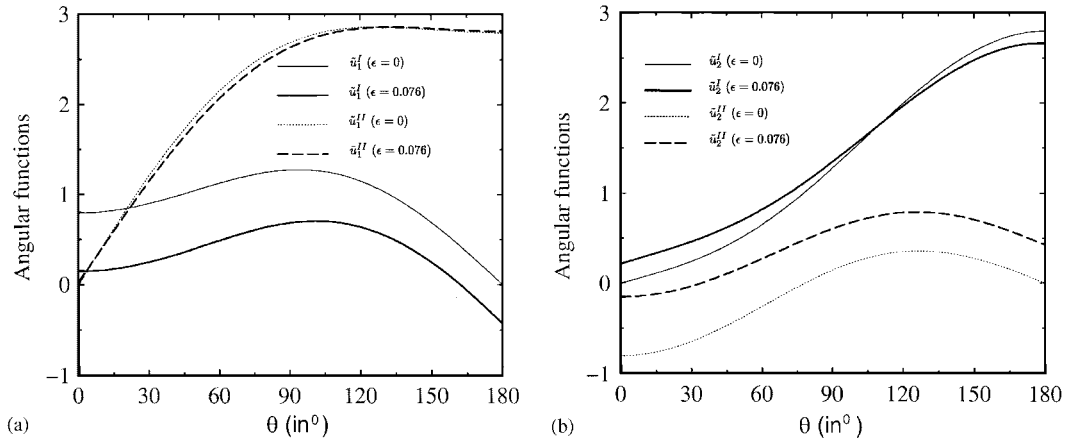 3
2
1
0
−1
Angular functions
ũ₁ᴵ (ϵ = 0)
ũ₁ᴵ (ϵ = 0.076)
ũ₁ᴵᴵ (ϵ = 0)
ũ₁ᴵᴵ (ϵ = 0.076)
0 30 60 90 120 150 180
θ (in⁰)
(a)
3
2
1
0
−1
Angular functions
ũ₂ᴵ (ϵ = 0)
ũ₂ᴵ (ϵ = 0.076)
ũ₂ᴵᴵ (ϵ = 0)
ũ₂ᴵᴵ (ϵ = 0.076)
0 30 60 90 120 150 180
θ (in⁰)
(b)